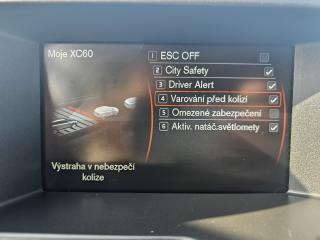 Moje XC60
1 ESC OFF
2 City Safety
3 Driver Alert
4 Varování před kolizí
5 Omezené zabezpečení
6 Aktiv. natáč.světlomety
Výstraha v nebezpečí
kolize